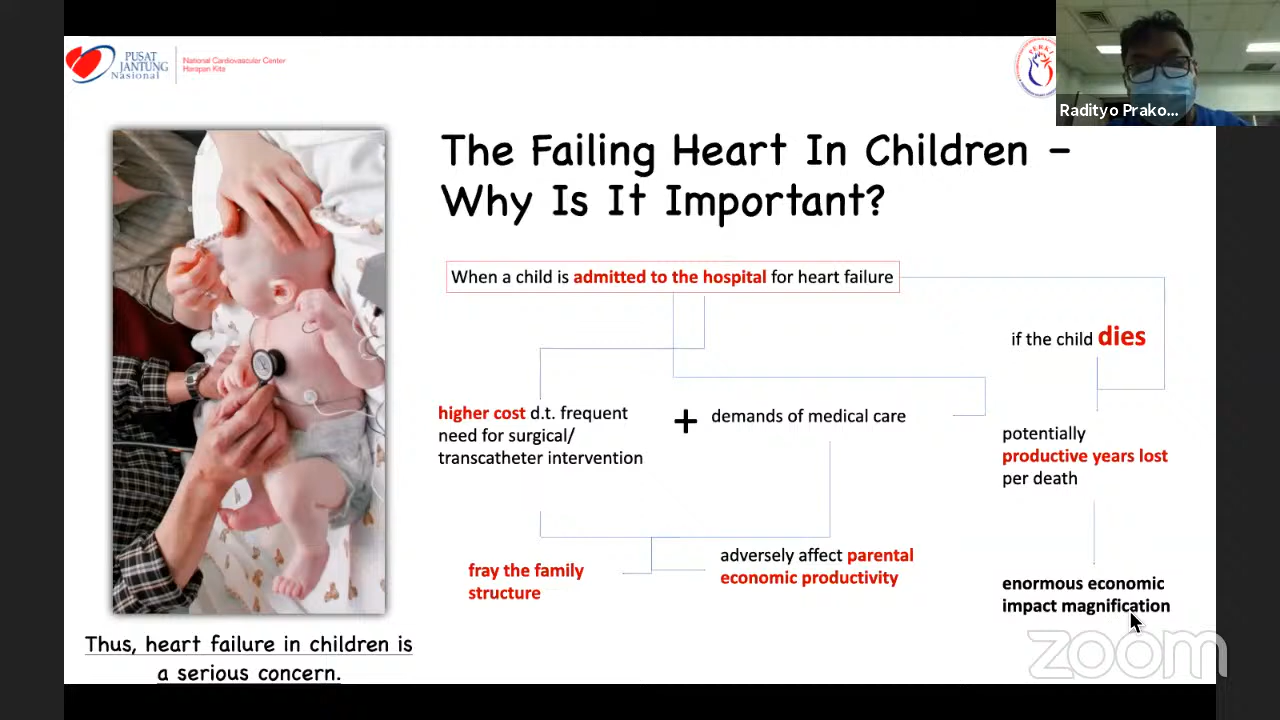 PUSAT
JANTUNG
Nasional
National Cardiovascular Center
Harapan Kita
PERKI
Radityo Prako...
The Failing Heart In Children –
Why Is It Important?
When a child is admitted to the hospital for heart failure
if the child dies
higher cost d.t. frequent
need for surgical/
transcatheter intervention
+
demands of medical care
potentially
productive years lost
per death
fray the family
structure
adversely affect parental
economic productivity
enormous economic
impact magnification
Thus, heart failure in children is
a serious concern.
zoom